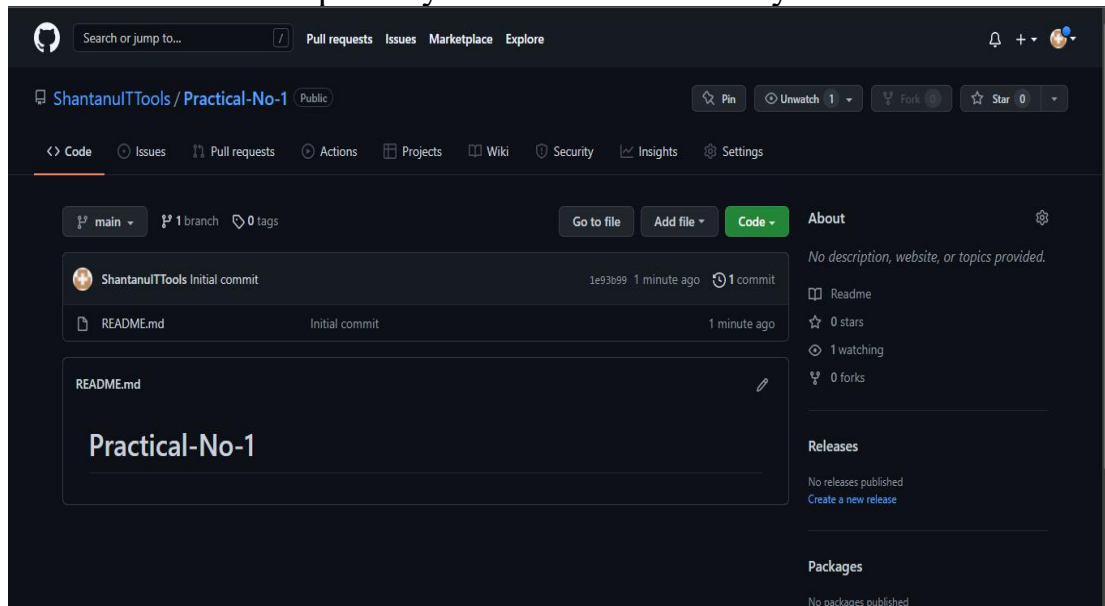 Search or jump to... / Pull requests Issues Marketplace Explore
ShantanuITTools / Practical-No-1 Public Pin Unwatch 1 Fork 0 Star 0
<> Code Issues Pull requests Actions Projects Wiki Security Insights Settings
main 1 branch 0 tags Go to file Add file Code
ShantanuITTools Initial commit 1e93b99 1 minute ago 1 commit
README.md Initial commit 1 minute ago
README.md
Practical-No-1
About
No description, website, or topics provided.
Readme
0 stars
1 watching
0 forks
Releases
No releases published
Create a new release
Packages
No packages published